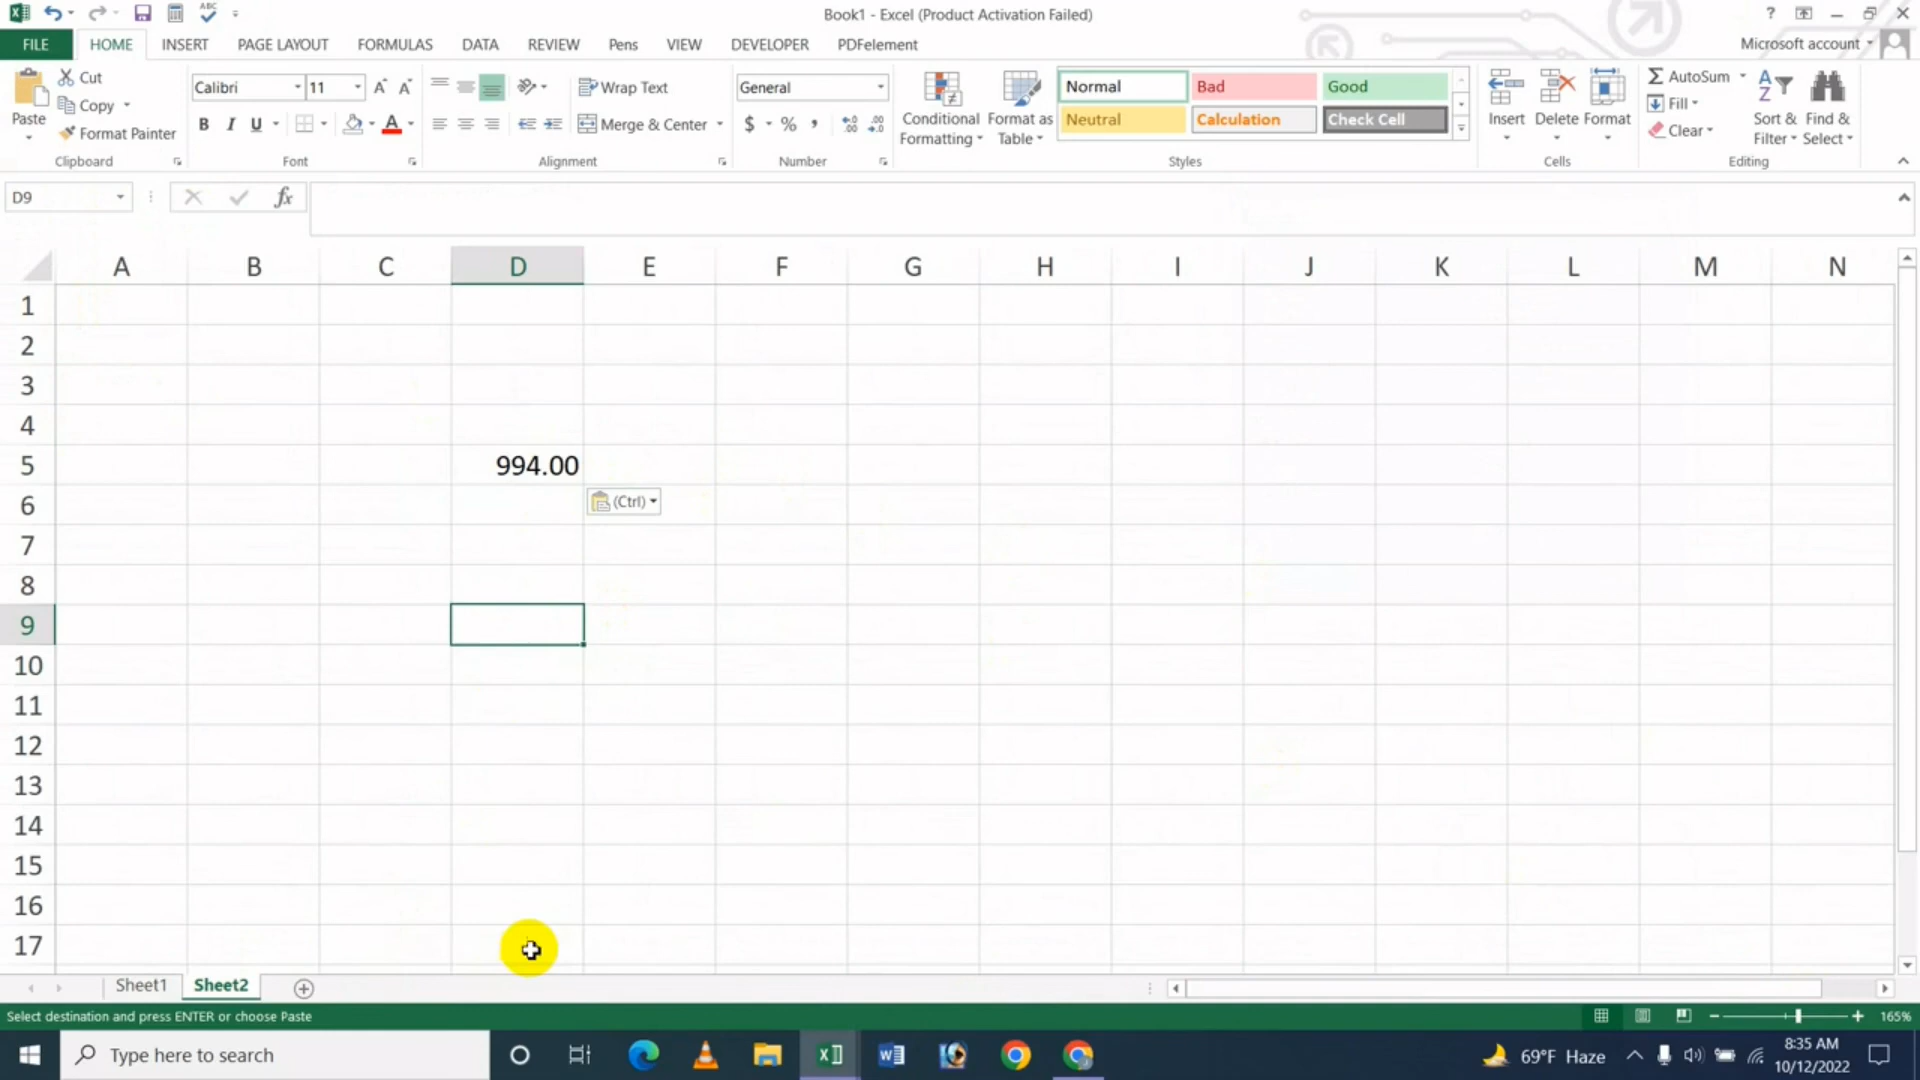 ABC
Book1 - Excel (Product Activation Failed)
?
FILE HOME INSERT PAGE LAYOUT FORMULAS DATA REVIEW Pens VIEW DEVELOPER PDFelement
Microsoft account
Paste
Cut
Copy
Format Painter
Clipboard
Calibri 11
B I U
Font
Wrap Text
Merge & Center
Alignment
General
$ % ,
Number
Conditional Formatting
Format as Table
Normal Bad Good
Neutral Calculation Check Cell
Styles
Insert Delete Format
Cells
AutoSum
Fill
Clear
Sort & Filter
Find & Select
Editing
D9
fx
A B C D E F G H I J K L M N
1
2
3
4
5 994.00
6 (Ctrl)
7
8
9
10
11
12
13
14
15
16
17
Sheet1 Sheet2
Select destination and press ENTER or choose Paste
165%
Type here to search
69°F Haze
8:35 AM
10/12/2022